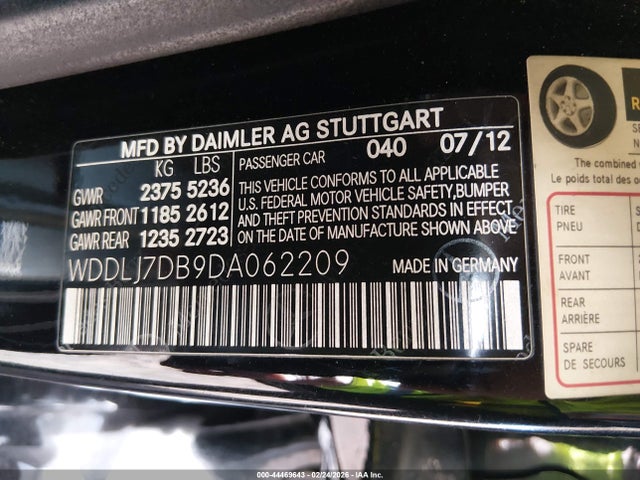 MFD BY DAIMLER AG STUTTGART
KG LBS PASSENGER CAR 040 07/12
GVWR 2375 5236
GAWR FRONT 1185 2612
GAWR REAR 1235 2723
THIS VEHICLE CONFORMS TO ALL APPLICABLE
U.S. FEDERAL MOTOR VEHICLE SAFETY, BUMPER
AND THEFT PREVENTION STANDARDS IN EFFECT
ON DATE OF MANUFACTURE SHOWN ABOVE
WDDLJ7DB9DA062209 MADE IN GERMANY
The combined
Le poids total des
TIRE
PNEU
FRONT
AVANT
REAR
ARRIÈRE
SPARE
DE SECOURS
000-44469643 - 02/24/2026 - IAA Inc.